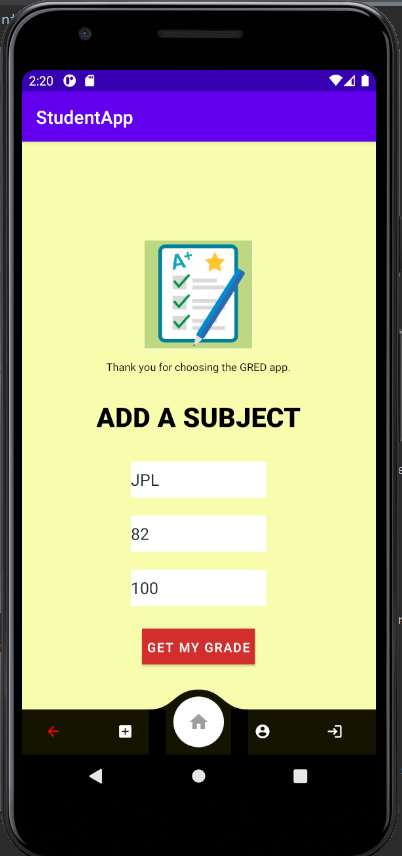 2:20
StudentApp
A+
Thank you for choosing the GRED app.
ADD A SUBJECT
JPL
82
100
GET MY GRADE